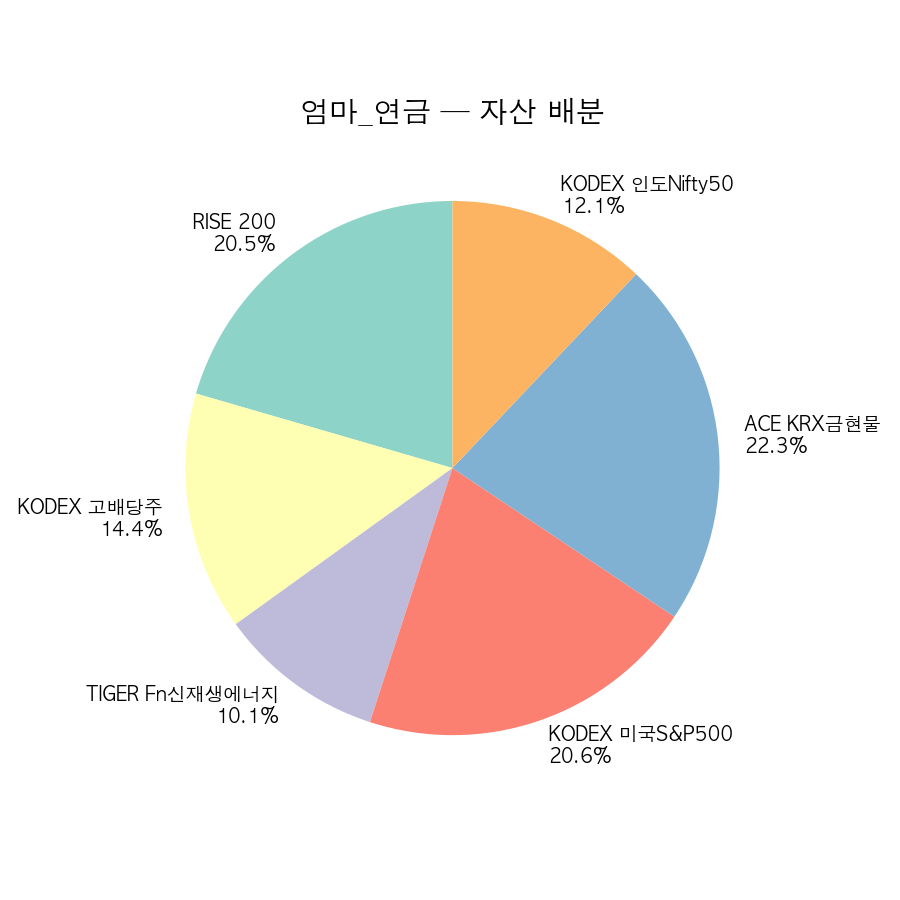 엄마_연금 — 자산 배분
KODEX 인도Nifty50
12.1%
RISE 200
20.5%
ACE KRX금현물
22.3%
KODEX 고배당주
14.4%
TIGER Fn신재생에너지
10.1%
KODEX 미국S&P500
20.6%